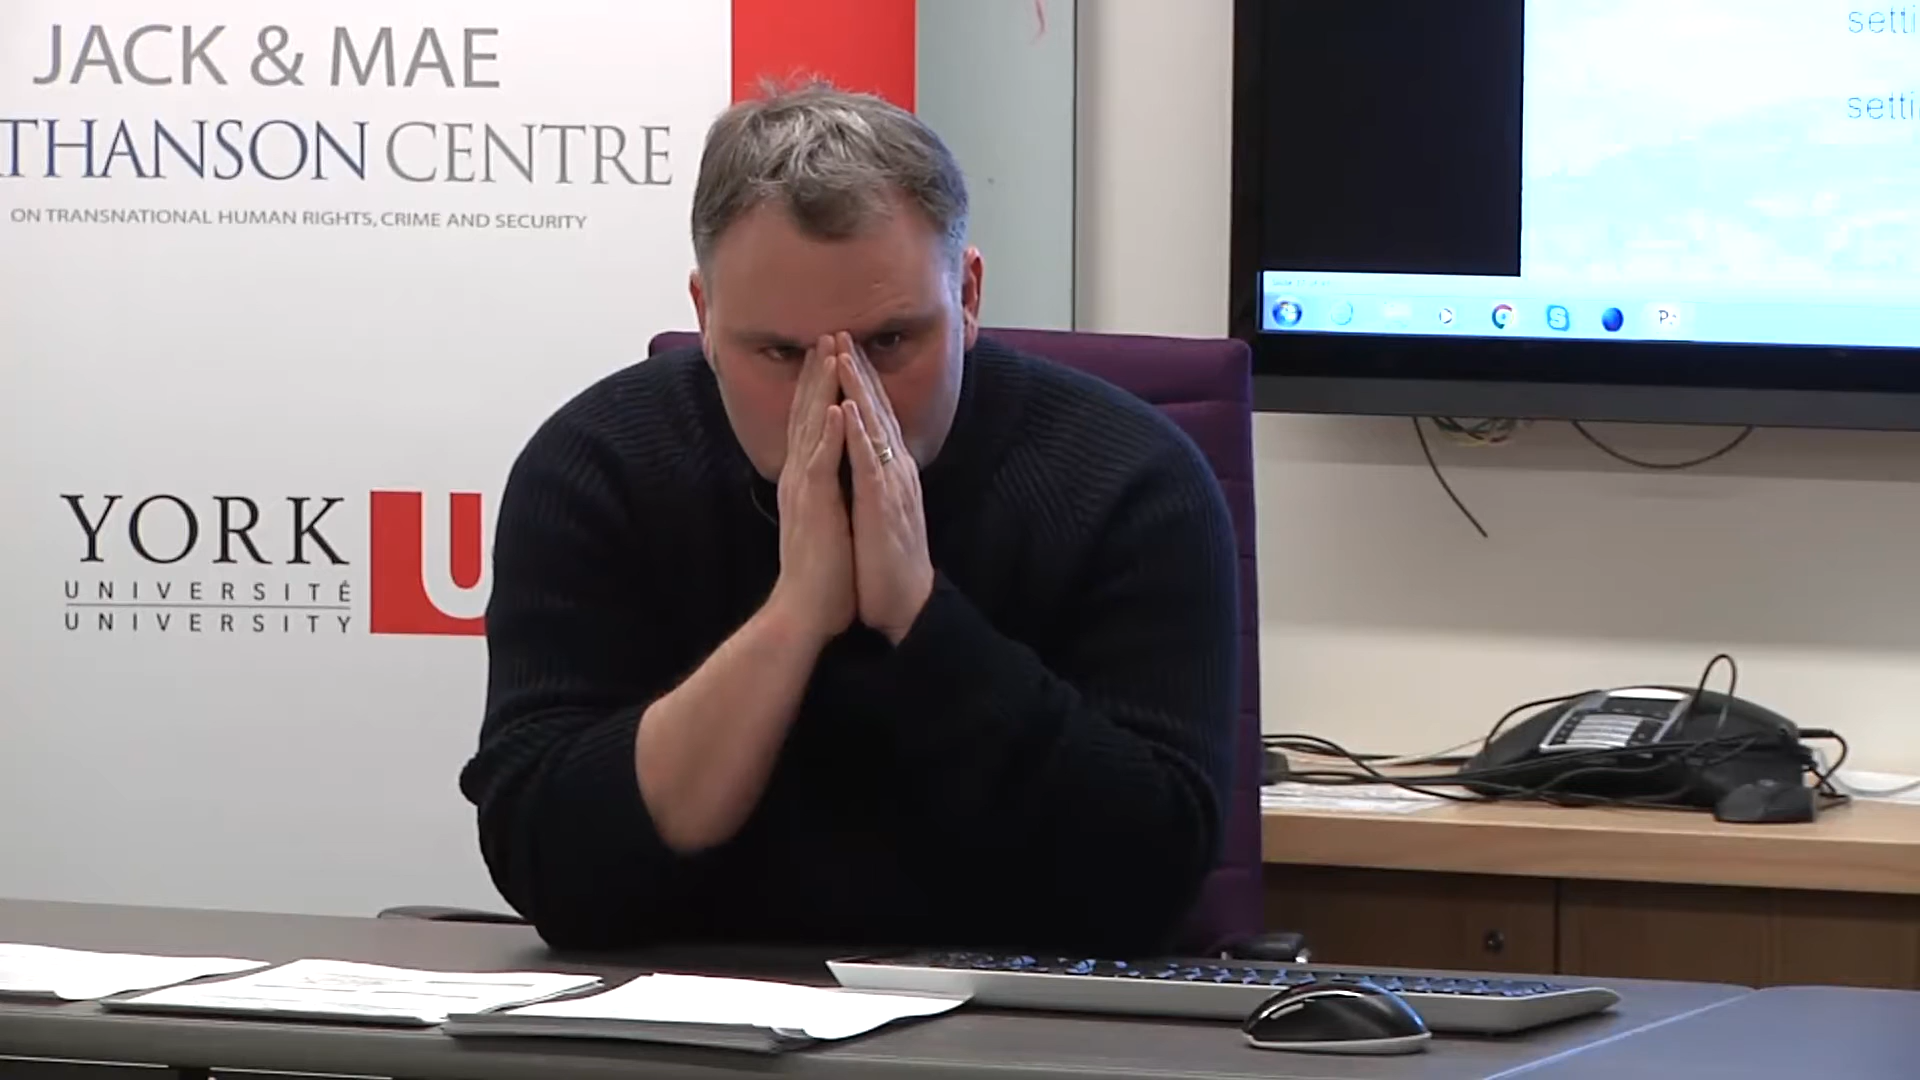 JACK & MAE
THANSON CENTRE
ON TRANSNATIONAL HUMAN RIGHTS, CRIME AND SECURITY
YORK U
UNIVERSITÉ
UNIVERSITY
setti
setti